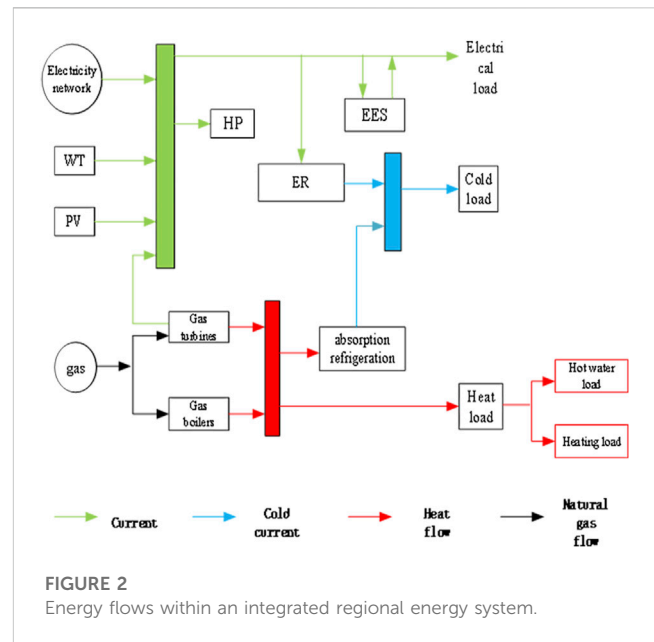 Electricity
network
WT
PV
HP
EES
Electri
cal
load
ER
Cold
load
Gas
turbines
gas
Gas
boilers
absorption
refrigeration
Heat
load
Hot water
load
Heating load
Current
Cold
current
Heat
flow
Natural
gas
flow
FIGURE 2
Energy flows within an integrated regional energy system.